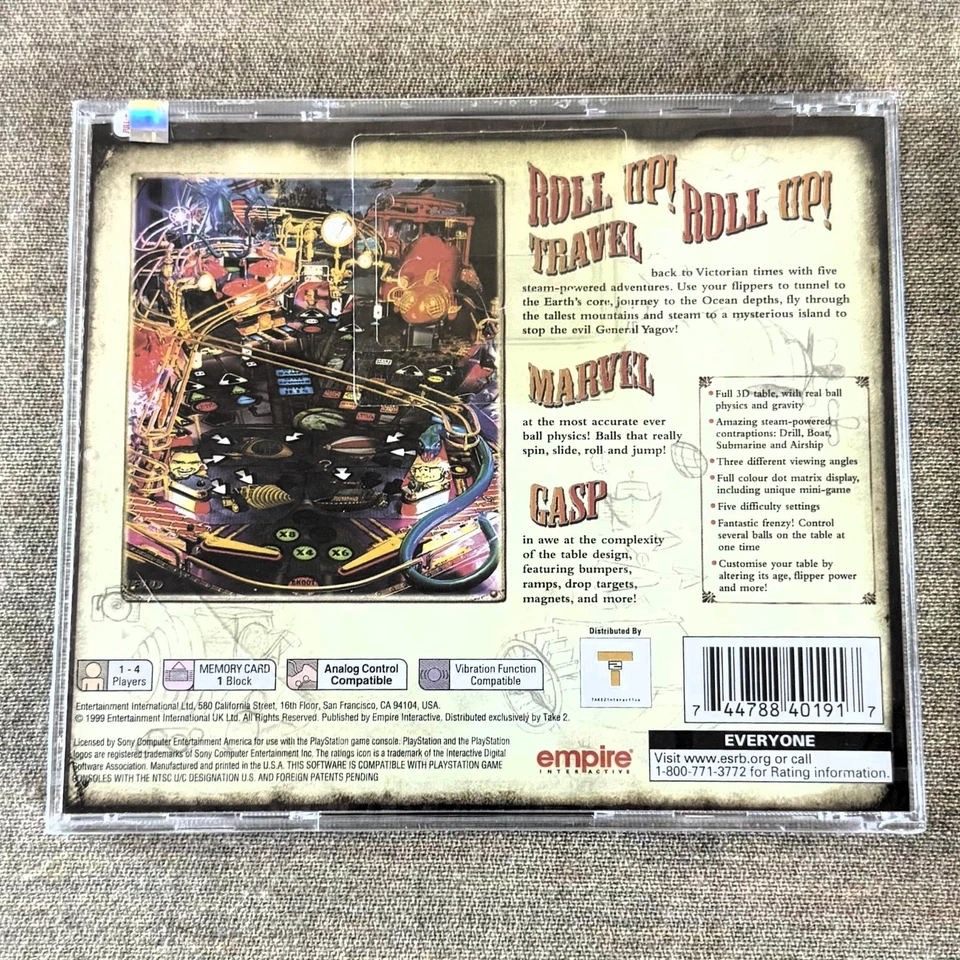 PULL
ROLL UP! ROLL UP!
TRAVEL
back to Victorian times with five
steam-powered adventures. Use your flippers to tunnel to
the Earth's core, journey to the Ocean depths, fly through
the tallest mountains and steam to a mysterious island to
stop the evil General Yagov!
MARVEL
at the most accurate ever
ball physics! Balls that really
spin, slide, roll and jump!
GASP
in awe at the complexity
of the table design,
featuring bumpers,
ramps, drop targets,
magnets, and more!
• Full 3D table, with real ball
physics and gravity
• Amazing steam-powered
contraptions: Drill, Boat,
Submarine and Airship
• Three different viewing angles
• Full colour dot matrix display,
including unique mini-game
• Five difficulty settings
• Fantastic frenzy! Control
several balls on the table at
one time
• Customise your table by
altering its age, flipper power
and more!
X8
X4 X6
SHOOT
1 - 4
Players
MEMORY CARD
1 Block
Analog Control
Compatible
Vibration Function
Compatible
Distributed By
TAKE2Interactive
Entertainment International Ltd, 580 California Street, 16th Floor, San Francisco, CA 94104, USA.
© 1999 Entertainment International UK Ltd. All Rights Reserved. Published by Empire Interactive. Distributed exclusively by Take 2.
Licensed by Sony Computer Entertainment America for use with the PlayStation game console. PlayStation and the PlayStation
logos are registered trademarks of Sony Computer Entertainment Inc. The ratings icon is a trademark of the Interactive Digital
Software Association. Manufactured and printed in the U.S.A. THIS SOFTWARE IS COMPATIBLE WITH PLAYSTATION GAME
CONSOLES WITH THE NTSC U/C DESIGNATION U.S. AND FOREIGN PATENTS PENDING
empire
INTERACTIVE
7 44788 40191 7
EVERYONE
Visit www.esrb.org or call
1-800-771-3772 for Rating information.